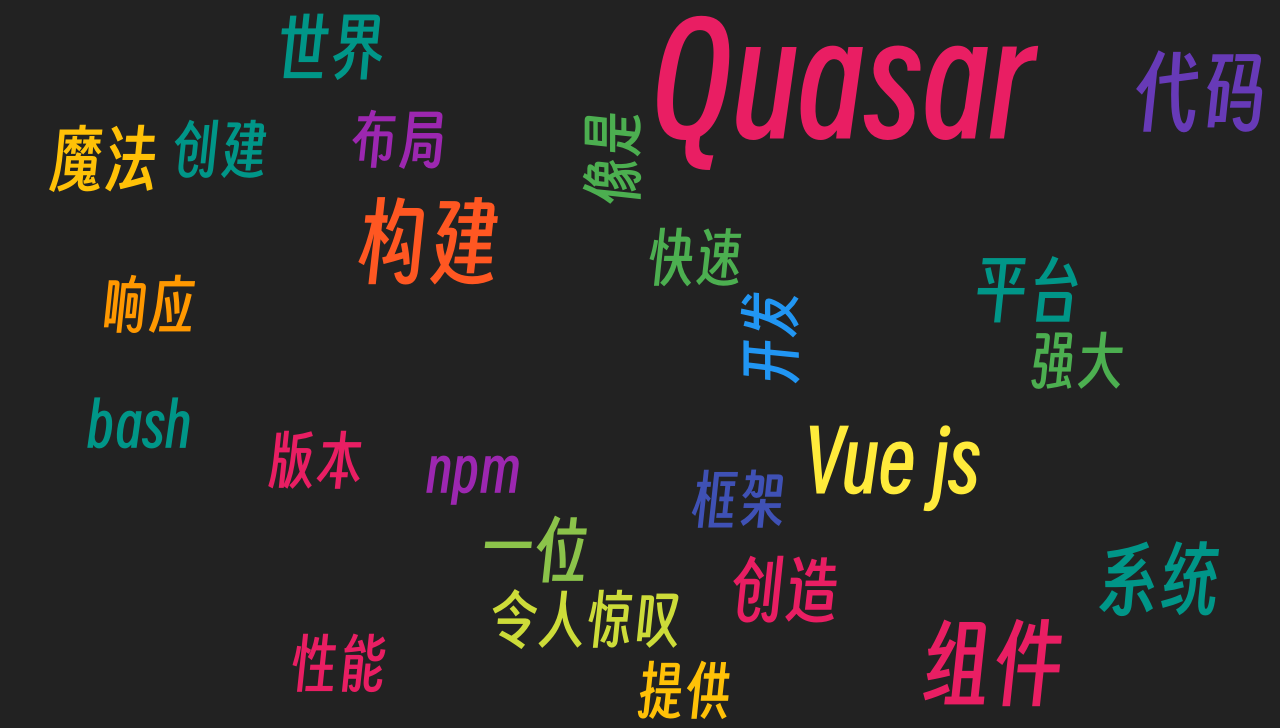 世界
Quasar
代码
魔法
创建
布局
像是
构建
快速
响应
平台
开发
强大
bash
版本
npm
框架
Vue js
一位
创造
系统
令人惊叹
性能
提供
组件